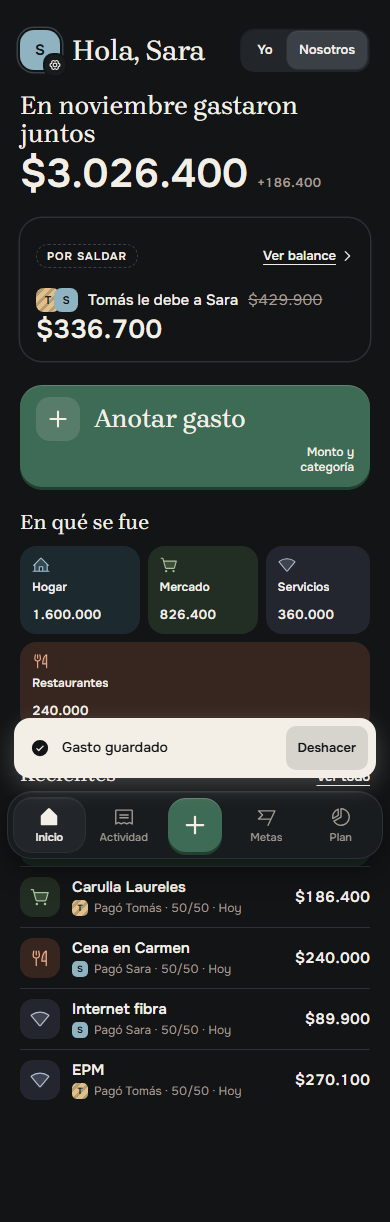 S
Hola, Sara
Yo
Nosotros
En noviembre gastaron
juntos
$3.026.400 +186.400
POR SALDAR
Ver balance
T S Tomás le debe a Sara $429.900
$336.700
Anotar gasto
Monto y
categoría
En qué se fue
Hogar
1.600.000
Mercado
826.400
Servicios
360.000
Restaurantes
240.000
Gasto guardado
Deshacer
Recientes
Ver todo
Inicio
Actividad
Metas
Plan
Carulla Laureles
T Pagó Tomás · 50/50 · Hoy
$186.400
Cena en Carmen
S Pagó Sara · 50/50 · Hoy
$240.000
Internet fibra
S Pagó Sara · 50/50 · Hoy
$89.900
EPM
T Pagó Tomás · 50/50 · Hoy
$270.100